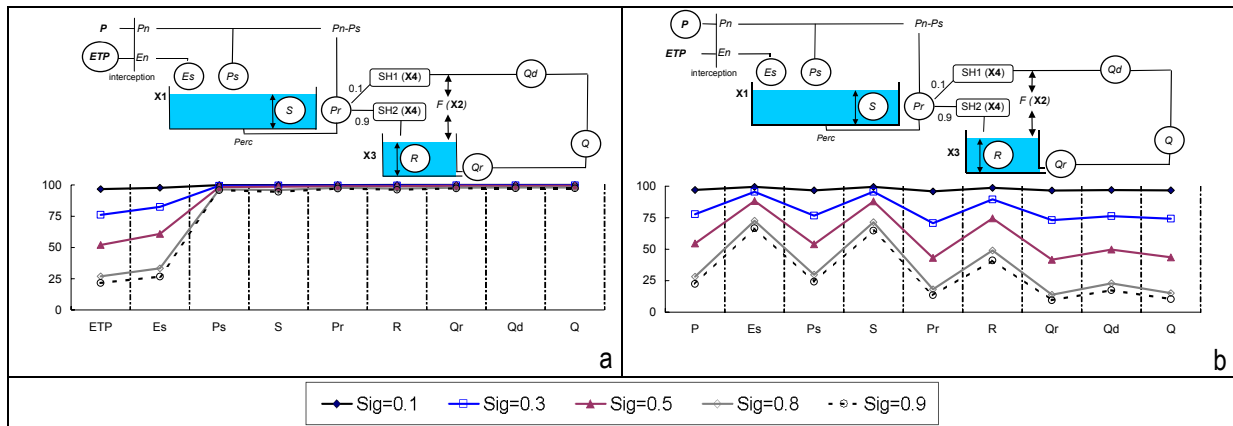 P Pn Pn-Ps
ETP En
interception Es Ps
X1
S
Pr
0.1
SH1 (X4)
Qd
F (X2)
0.9
SH2 (X4)
Perc
X3
R
Qr
Q
100
75
50
25
0
ETP Es Ps S Pr R Qr Qd Q
a
P Pn Pn-Ps
ETP En
interception Es Ps
X1
S
Pr
0.1
SH1 (X4)
Qd
F (X2)
0.9
SH2 (X4)
Perc
X3
R
Qr
Q
100
75
50
25
0
P Es Ps S Pr R Qr Qd Q
b
Sig=0.1 Sig=0.3 Sig=0.5 Sig=0.8 Sig=0.9